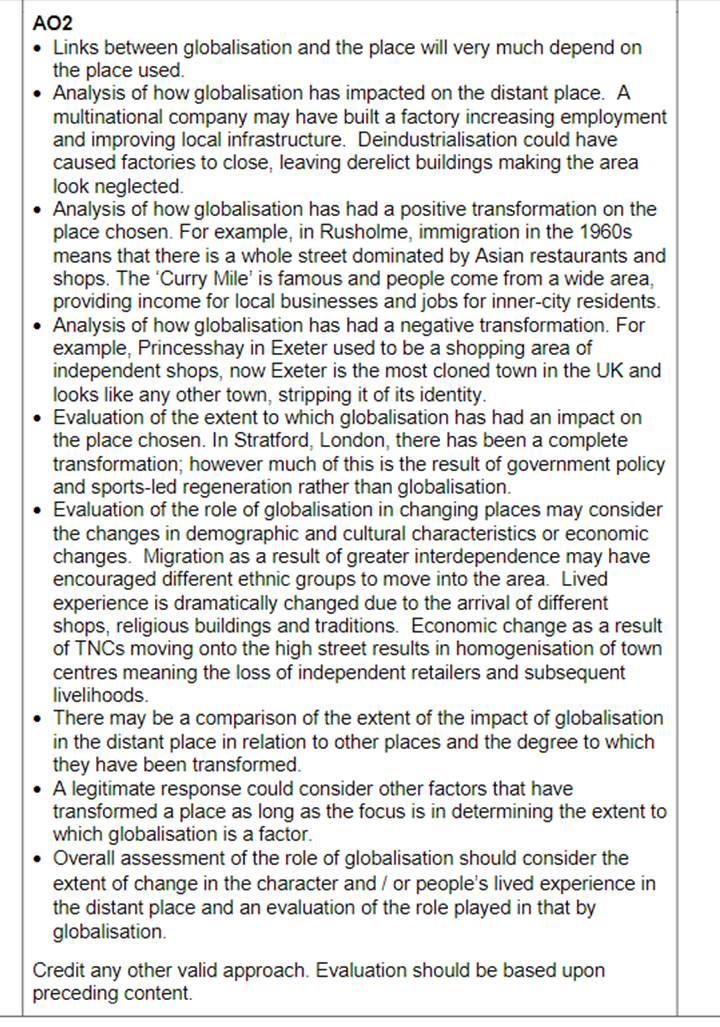 AO2
• Links between globalisation and the place will very much depend on
the place used.
• Analysis of how globalisation has impacted on the distant place.  A
multinational company may have built a factory increasing employment
and improving local infrastructure.  Deindustrialisation could have
caused factories to close, leaving derelict buildings making the area
look neglected.
• Analysis of how globalisation has had a positive transformation on the
place chosen. For example, in Rusholme, immigration in the 1960s
means that there is a whole street dominated by Asian restaurants and
shops. The ‘Curry Mile’ is famous and people come from a wide area,
providing income for local businesses and jobs for inner-city residents.
• Analysis of how globalisation has had a negative transformation. For
example, Princesshay in Exeter used to be a shopping area of
independent shops, now Exeter is the most cloned town in the UK and
looks like any other town, stripping it of its identity.
• Evaluation of the extent to which globalisation has had an impact on
the place chosen. In Stratford, London, there has been a complete
transformation; however much of this is the result of government policy
and sports-led regeneration rather than globalisation.
• Evaluation of the role of globalisation in changing places may consider
the changes in demographic and cultural characteristics or economic
changes.  Migration as a result of greater interdependence may have
encouraged different ethnic groups to move into the area.  Lived
experience is dramatically changed due to the arrival of different
shops, religious buildings and traditions.  Economic change as a result
of TNCs moving onto the high street results in homogenisation of town
centres meaning the loss of independent retailers and subsequent
livelihoods.
• There may be a comparison of the extent of the impact of globalisation
in the distant place in relation to other places and the degree to which
they have been transformed.
• A legitimate response could consider other factors that have
transformed a place as long as the focus is in determining the extent to
which globalisation is a factor.
• Overall assessment of the role of globalisation should consider the
extent of change in the character and / or people’s lived experience in
the distant place and an evaluation of the role played in that by
globalisation.
Credit any other valid approach. Evaluation should be based upon
preceding content.